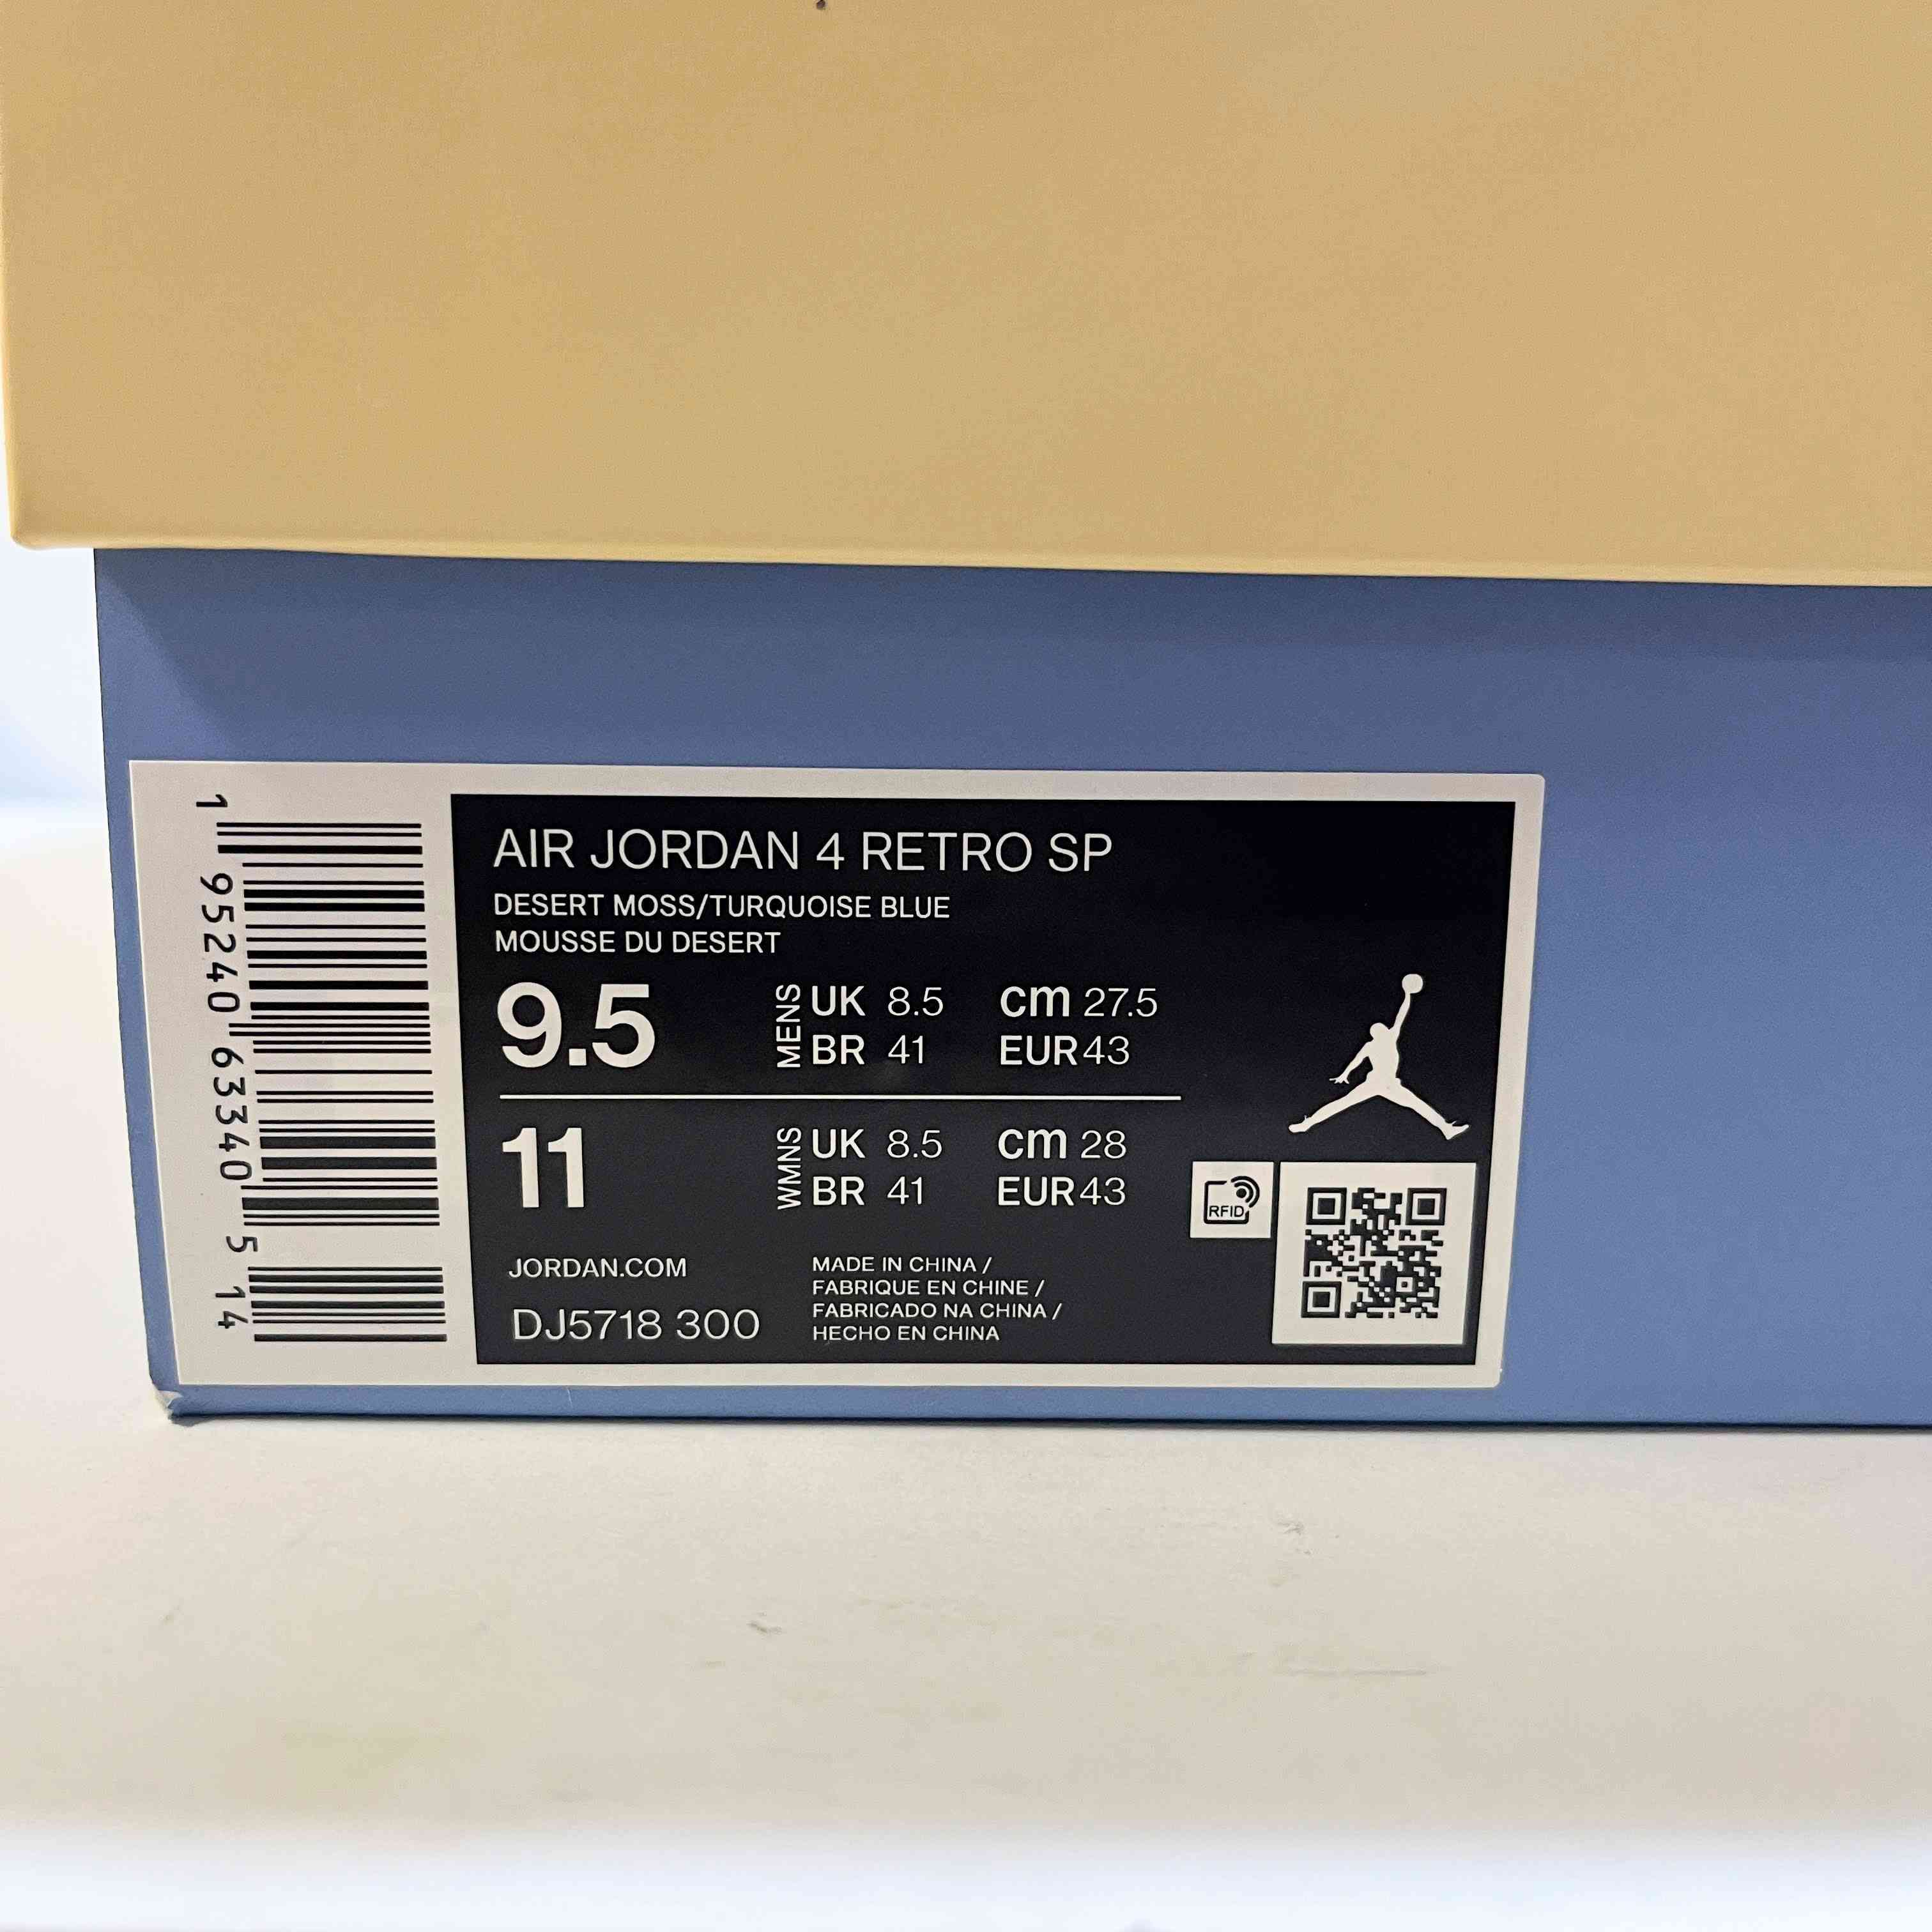 1 95240 63340 5 14
AIR JORDAN 4 RETRO SP
DESERT MOSS/TURQUOISE BLUE
MOUSSE DU DESERT
9.5 MENS UK 8.5 cm 27.5
BR 41 EUR 43
11 WMNS UK 8.5 cm 28
BR 41 EUR 43
RFID
JORDAN.COM
DJ5718 300
MADE IN CHINA /
FABRIQUE EN CHINE /
FABRICADO NA CHINA /
HECHO EN CHINA